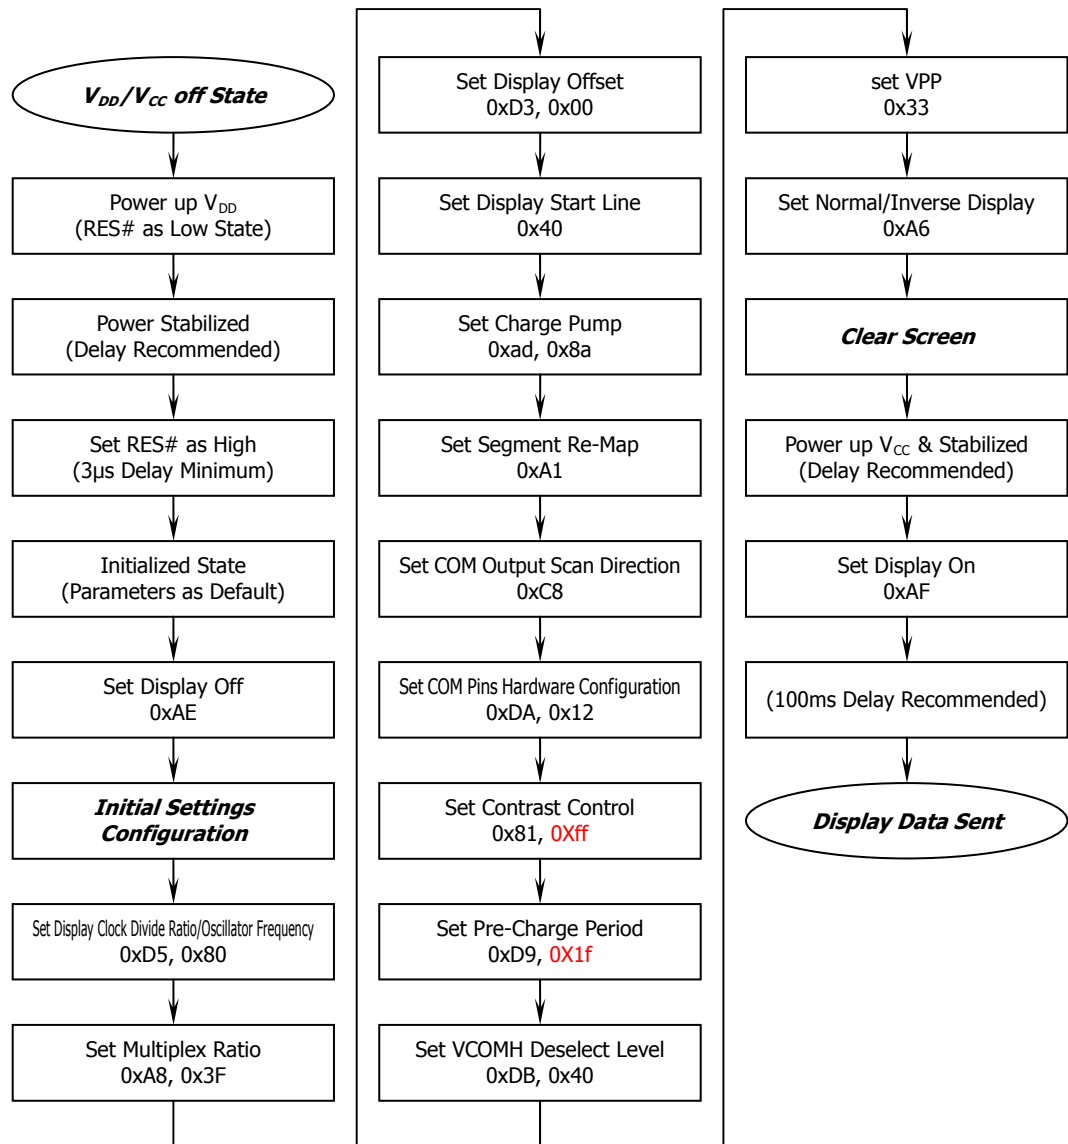 V_DD/V_CC off State
Power up V_DD
(RES# as Low State)
Power Stabilized
(Delay Recommended)
Set RES# as High
(3μs Delay Minimum)
Initialized State
(Parameters as Default)
Set Display Off
0xAE
Initial Settings
Configuration
Set Display Clock Divide Ratio/Oscillator Frequency
0xD5, 0x80
Set Multiplex Ratio
0xA8, 0x3F
Set Display Offset
0xD3, 0x00
Set Display Start Line
0x40
Set Charge Pump
0xad, 0x8a
Set Segment Re-Map
0xA1
Set COM Output Scan Direction
0xC8
Set COM Pins Hardware Configuration
0xDA, 0x12
Set Contrast Control
0x81, 0Xff
Set Pre-Charge Period
0xD9, 0X1f
Set VCOMH Deselect Level
0xDB, 0x40
set VPP
0x33
Set Normal/Inverse Display
0xA6
Clear Screen
Power up V_CC & Stabilized
(Delay Recommended)
Set Display On
0xAF
(100ms Delay Recommended)
Display Data Sent